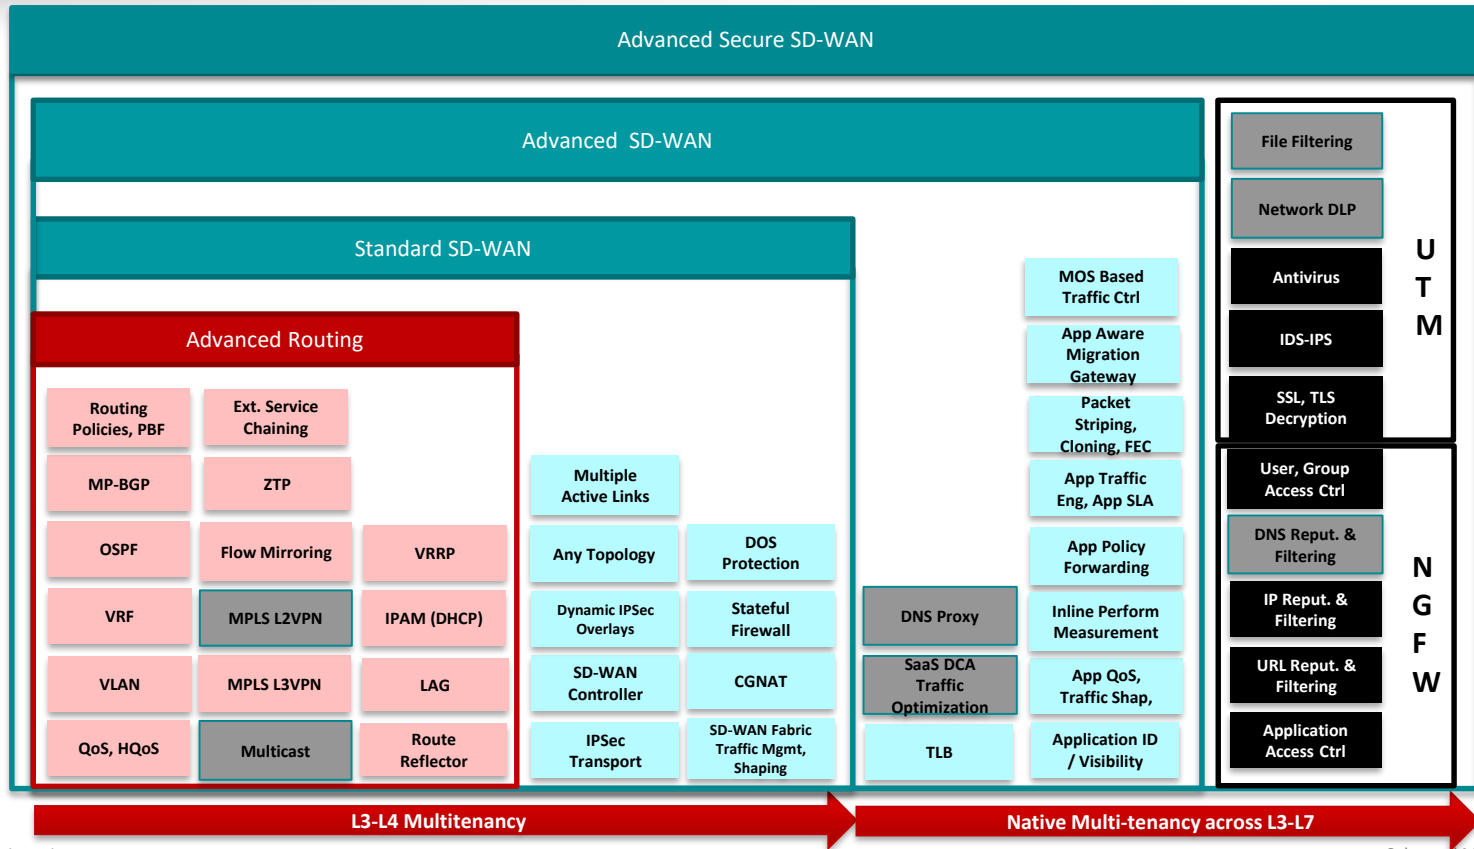 Advanced Secure SD-WAN
Advanced SD-WAN
Standard SD-WAN
Advanced Routing
Routing
Policies, PBF
Ext. Service
Chaining
MP-BGP
ZTP
OSPF
Flow Mirroring
VRRP
VRF
MPLS L2VPN
IPAM (DHCP)
VLAN
MPLS L3VPN
LAG
QoS, HQoS
Multicast
Route
Reflector
Multiple
Active Links
Any Topology
DOS
Protection
Dynamic IPSec
Overlays
Stateful
Firewall
SD-WAN
Controller
CGNAT
IPSec
Transport
SD-WAN Fabric
Traffic Mgmt,
Shaping
DNS Proxy
SaaS DCA
Traffic
Optimization
TLB
MOS Based
Traffic Ctrl
App Aware
Migration
Gateway
Packet
Striping,
Cloning, FEC
App Traffic
Eng, App SLA
App Policy
Forwarding
Inline Perform
Measurement
App QoS,
Traffic Shap,
Application ID
/ Visibility
File Filtering
Network DLP
Antivirus
IDS-IPS
SSL, TLS
Decryption
U
T
M
User, Group
Access Ctrl
DNS Reput. &
Filtering
IP Reput. &
Filtering
URL Reput. &
Filtering
Application
Access Ctrl
N
G
F
W
L3-L4 Multitenancy
Native Multi-tenancy across L3-L7